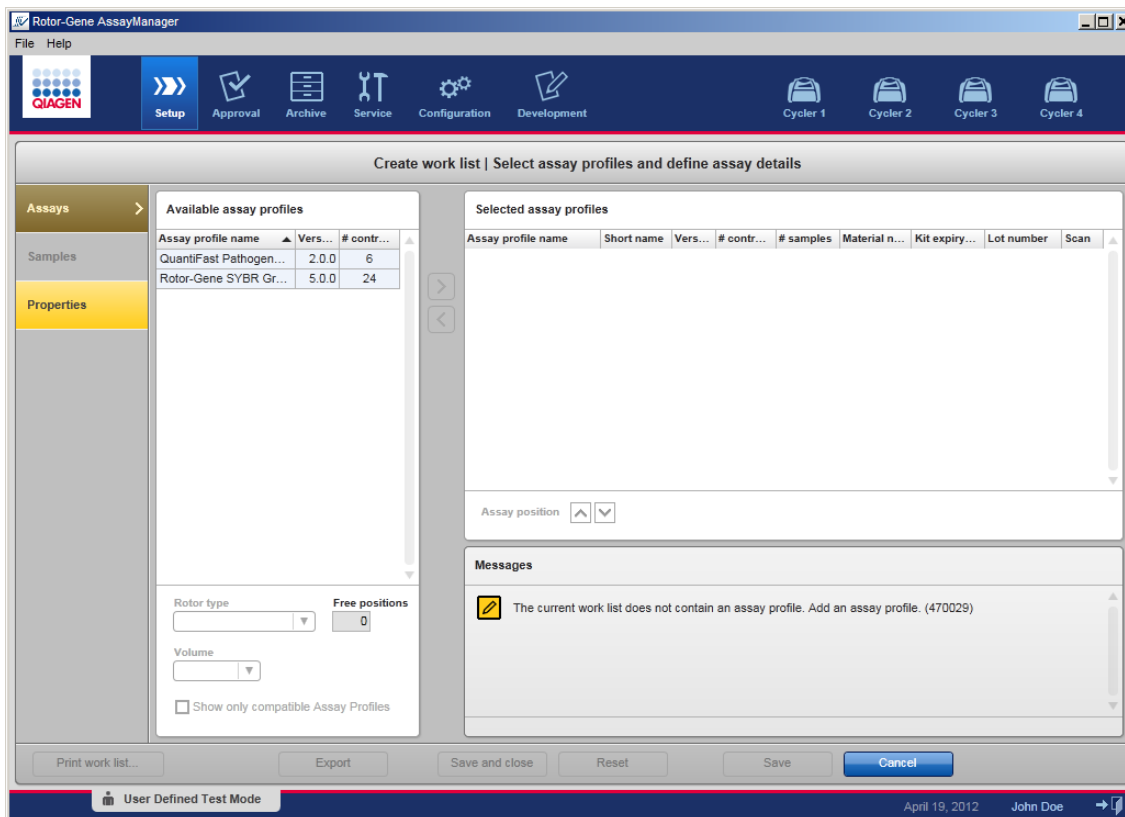 Rotor-Gene AssayManager
File Help
QIAGEN
Setup Approval Archive Service Configuration Development Cycler 1 Cycler 2 Cycler 3 Cycler 4
Create work list | Select assay profiles and define assay details
Assays
Samples
Properties
Available assay profiles
Assay profile name Vers... # contr...
QuantiFast Pathogen... 2.0.0 6
Rotor-Gene SYBR Gr... 5.0.0 24
Rotor type Free positions
0
Volume
Show only compatible Assay Profiles
Selected assay profiles
Assay profile name Short name Vers... # contr... # samples Material n... Kit expiry... Lot number Scan
Assay position
Messages
The current work list does not contain an assay profile. Add an assay profile. (470029)
Print work list... Export Save and close Reset Save Cancel
User Defined Test Mode April 19, 2012 John Doe